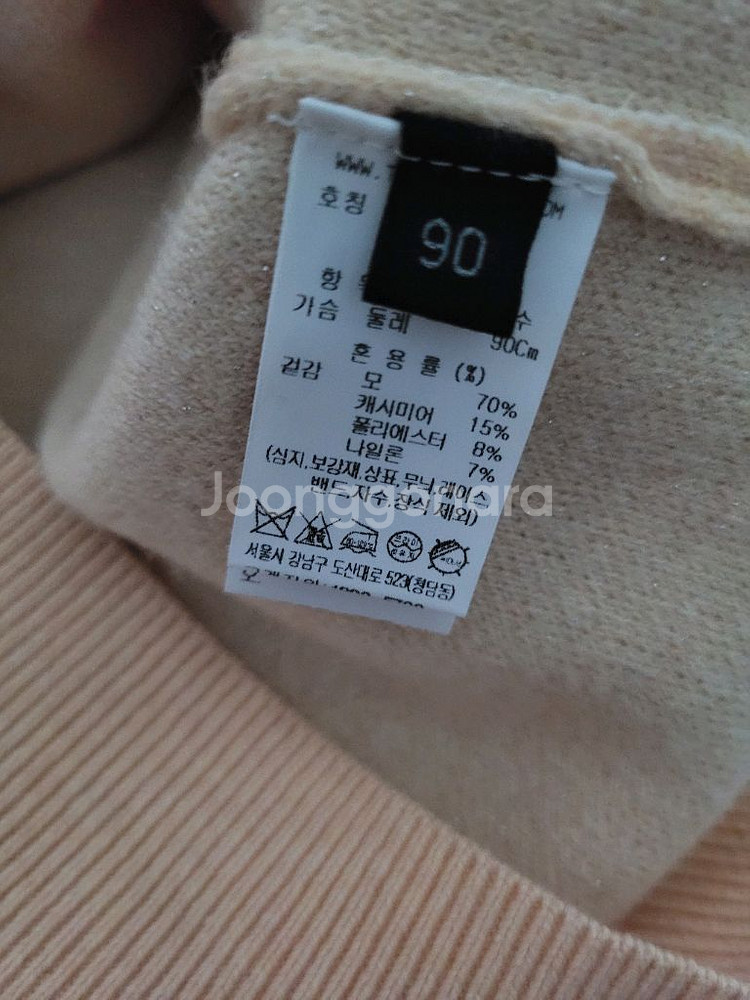 WWW.
OM
호칭
90
항
수
가슴 둘레 90Cm
혼 용 률 (%)
겉감 모 70%
캐시미어 15%
폴리에스터 8%
나일론 7%
(심지,보강재,상표,무늬,레이스
밴드,자수,장식 제외)
서울시 강남구 도산대로 523(청담동)
Joonggonara